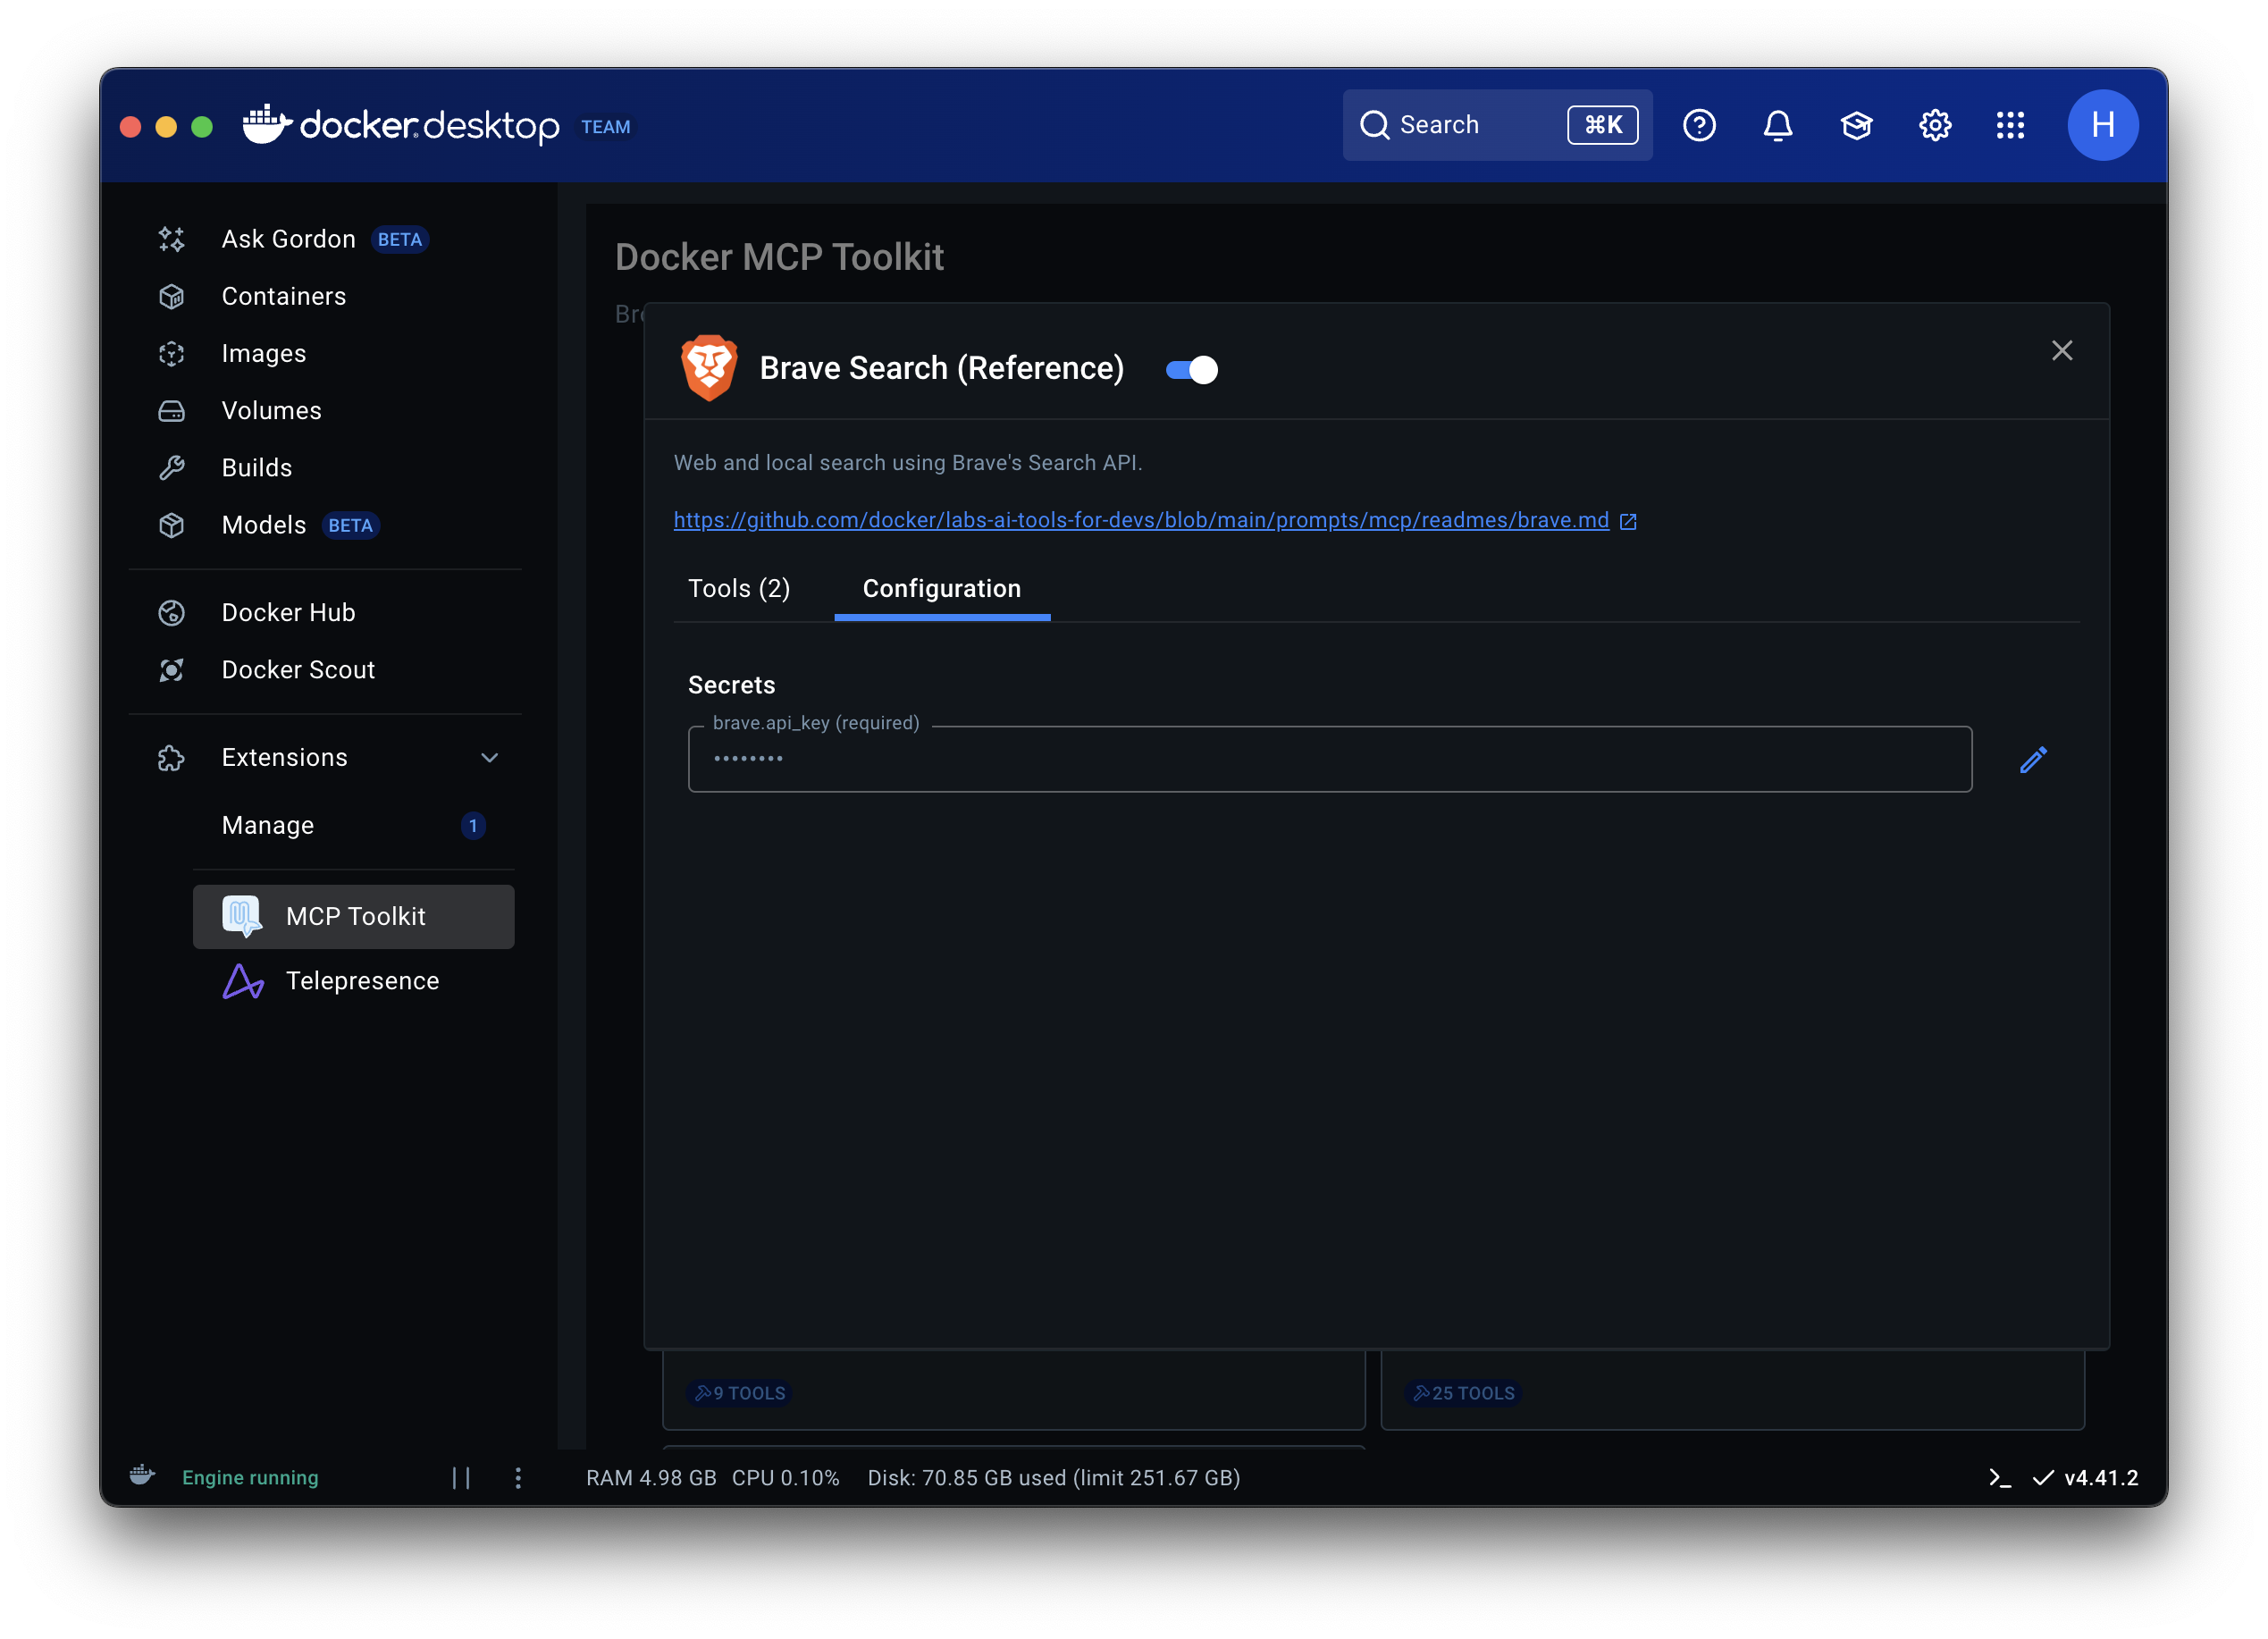 docker desktop TEAM
Search ⌘K
H
Ask Gordon BETA
Containers
Images
Volumes
Builds
Models BETA
Docker Hub
Docker Scout
Extensions
Manage 1
MCP Toolkit
Telepresence
Docker MCP Toolkit
Brave Search (Reference)
Web and local search using Brave's Search API.
https://github.com/docker/labs-ai-tools-for-devs/blob/main/prompts/mcp/readmes/brave.md
Tools (2) Configuration
Secrets
brave.api_key (required)
••••••••
9 TOOLS 25 TOOLS
Engine running RAM 4.98 GB CPU 0.10% Disk: 70.85 GB used (limit 251.67 GB) v4.41.2